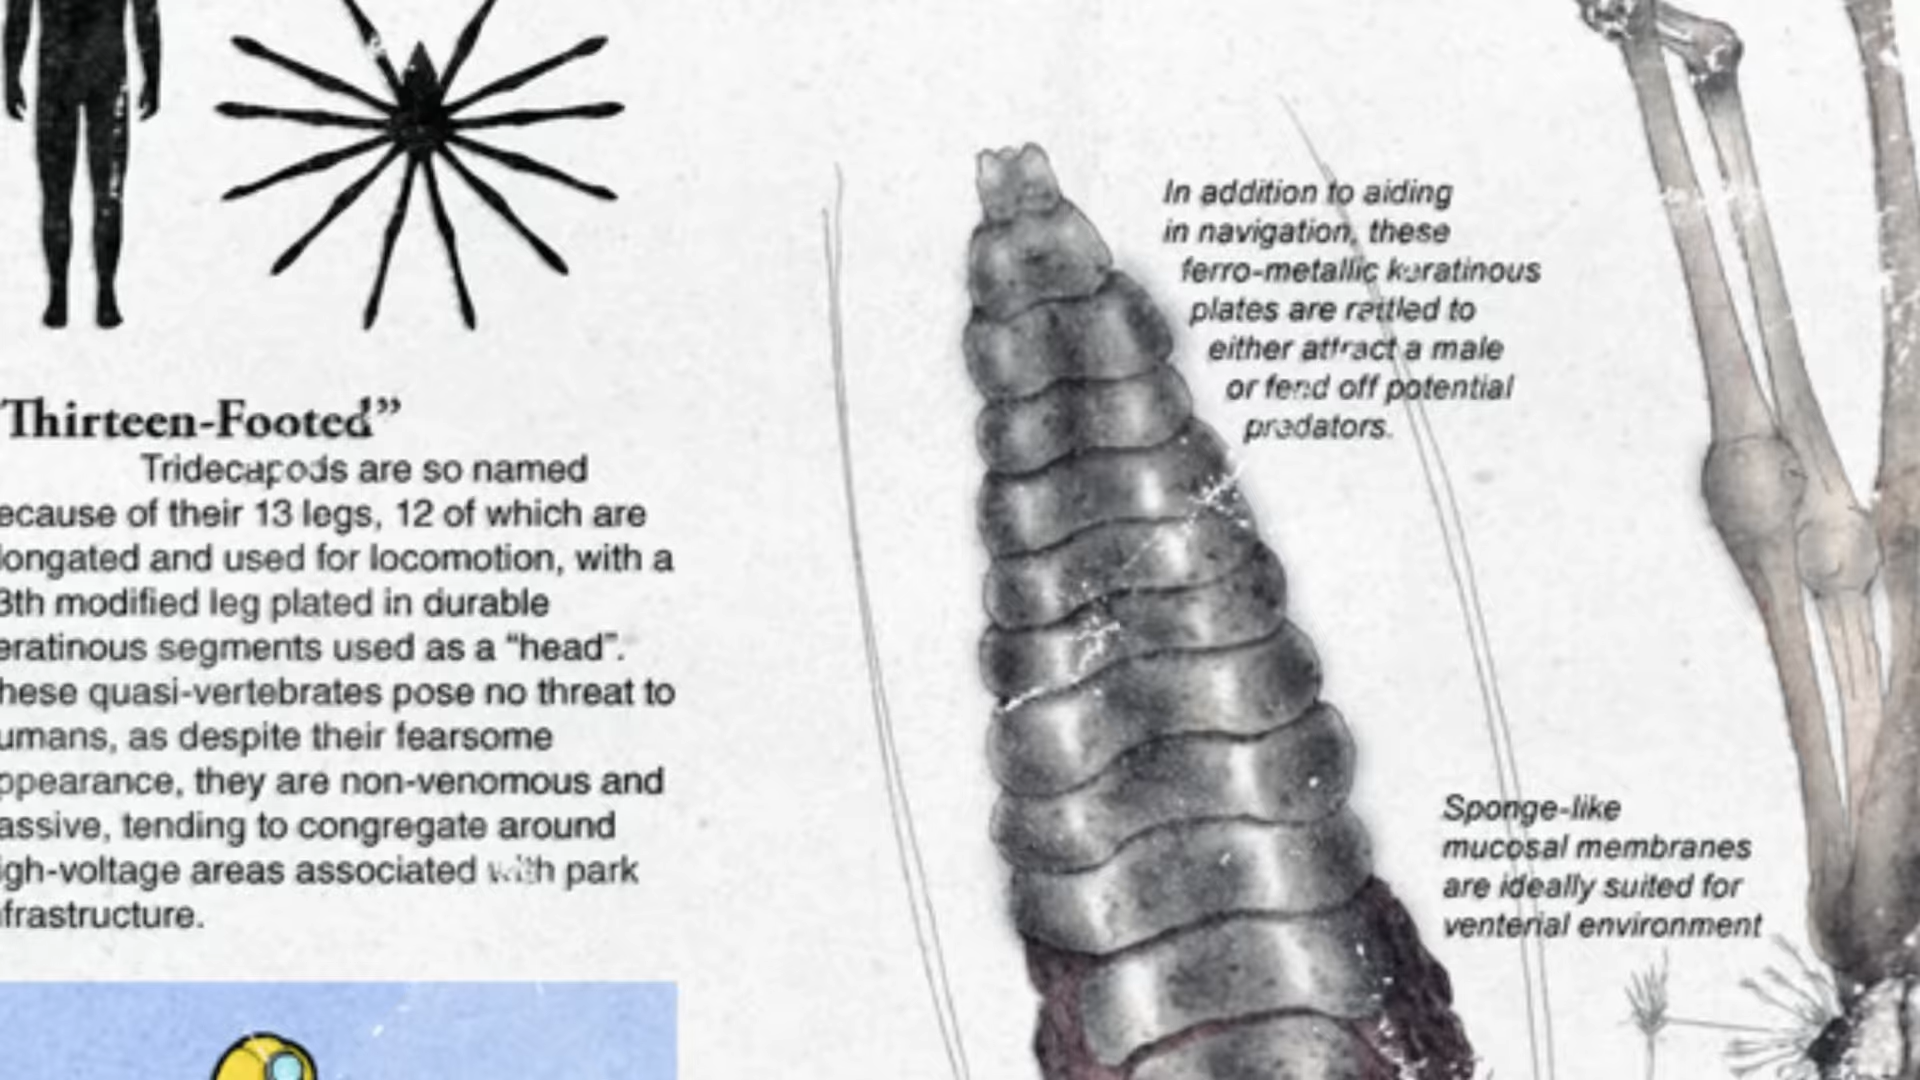 Thirteen-Footed”
Tridecapods are so named
ecause of their 13 legs, 12 of which are
longated and used for locomotion, with a
3th modified leg plated in durable
eratinous segments used as a “head”.
hese quasi-vertebrates pose no threat to
umans, as despite their fearsome
ppearance, they are non-venomous and
assive, tending to congregate around
igh-voltage areas associated with park
nfrastructure.
In addition to aiding
in navigation, these
ferro-metallic keratinous
plates are rattled to
either attract a male
or fend off potential
predators.
Sponge-like
mucosal membranes
are ideally suited for
venterial environment